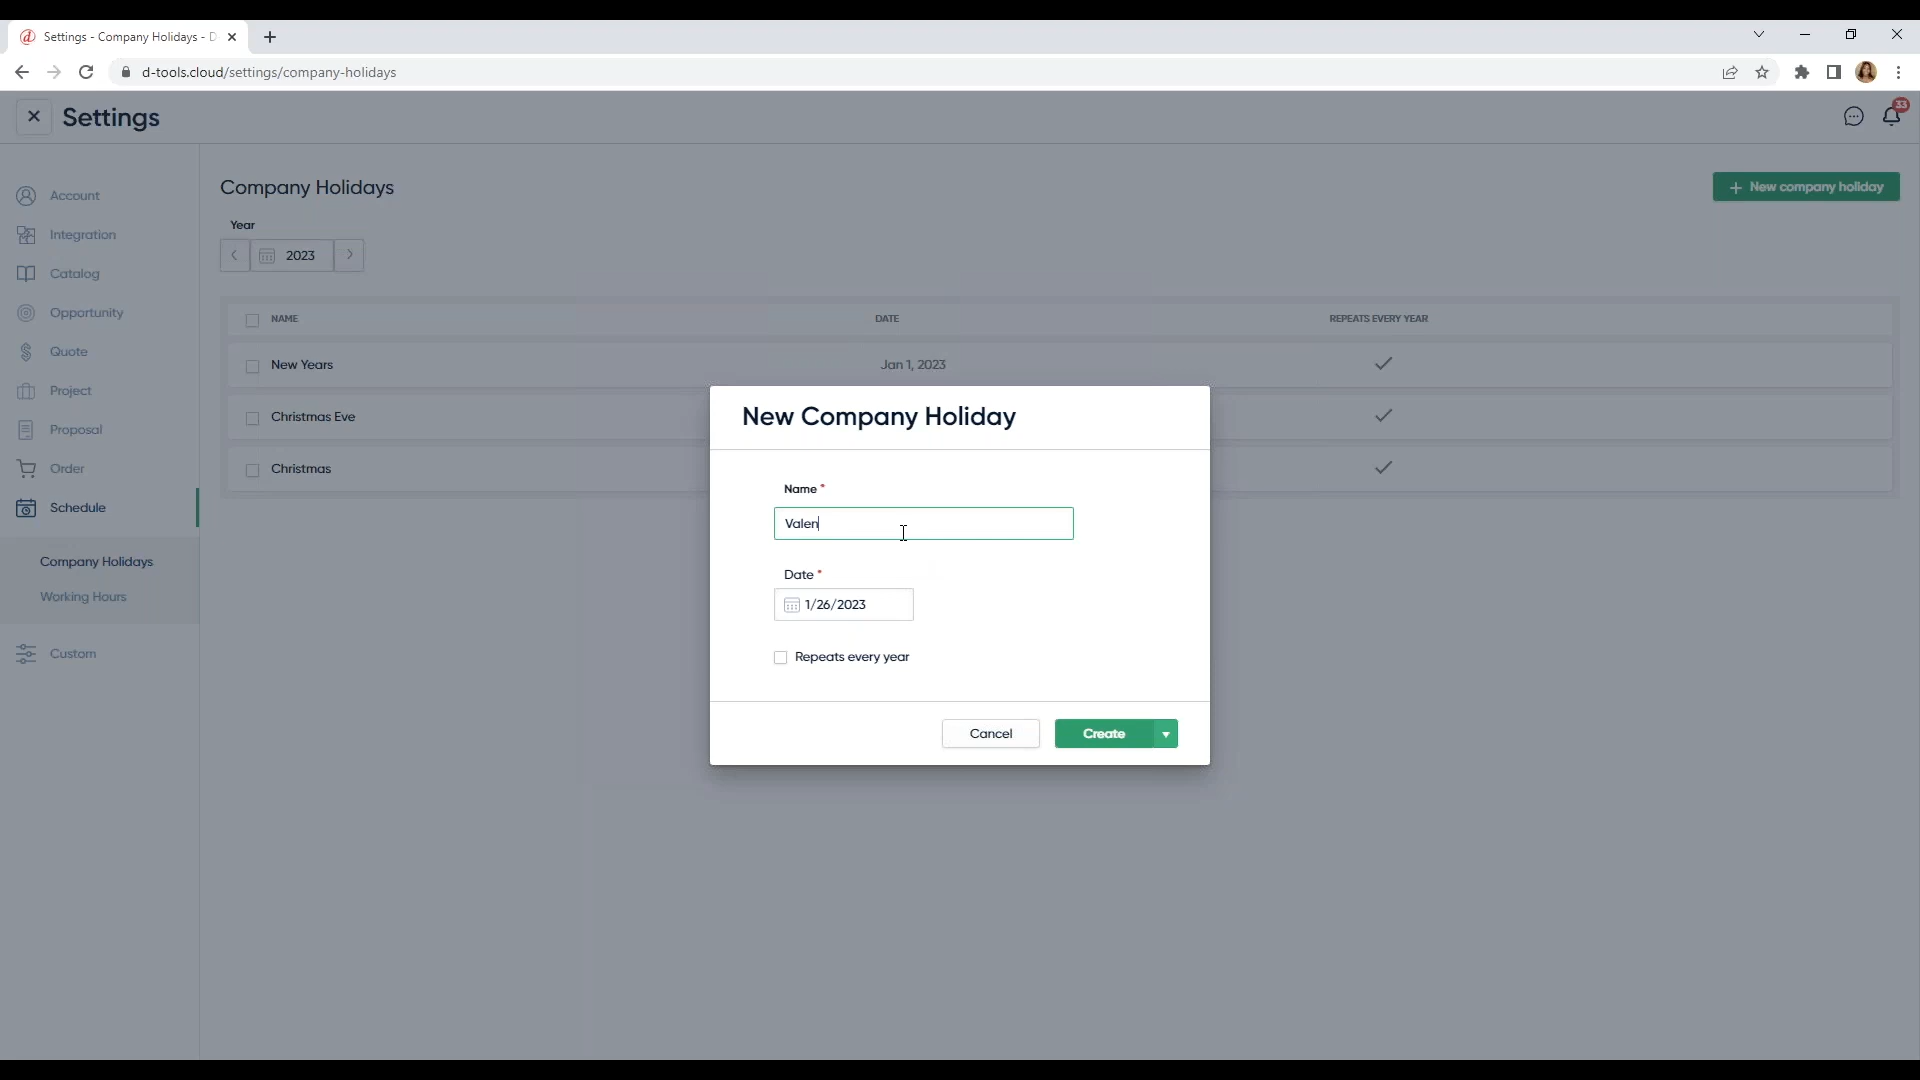 Settings - Company Holidays - D
d-tools.cloud/settings/company-holidays
Settings
33
Account
Integration
Catalog
Opportunity
Quote
Project
Proposal
Order
Schedule
Company Holidays
Working Hours
Custom
Company Holidays
+ New company holiday
Year
2023
NAME DATE REPEATS EVERY YEAR
New Years Jan 1, 2023
Christmas Eve
Christmas
New Company Holiday
Name *
Valen
Date *
1/26/2023
Repeats every year
Cancel
Create